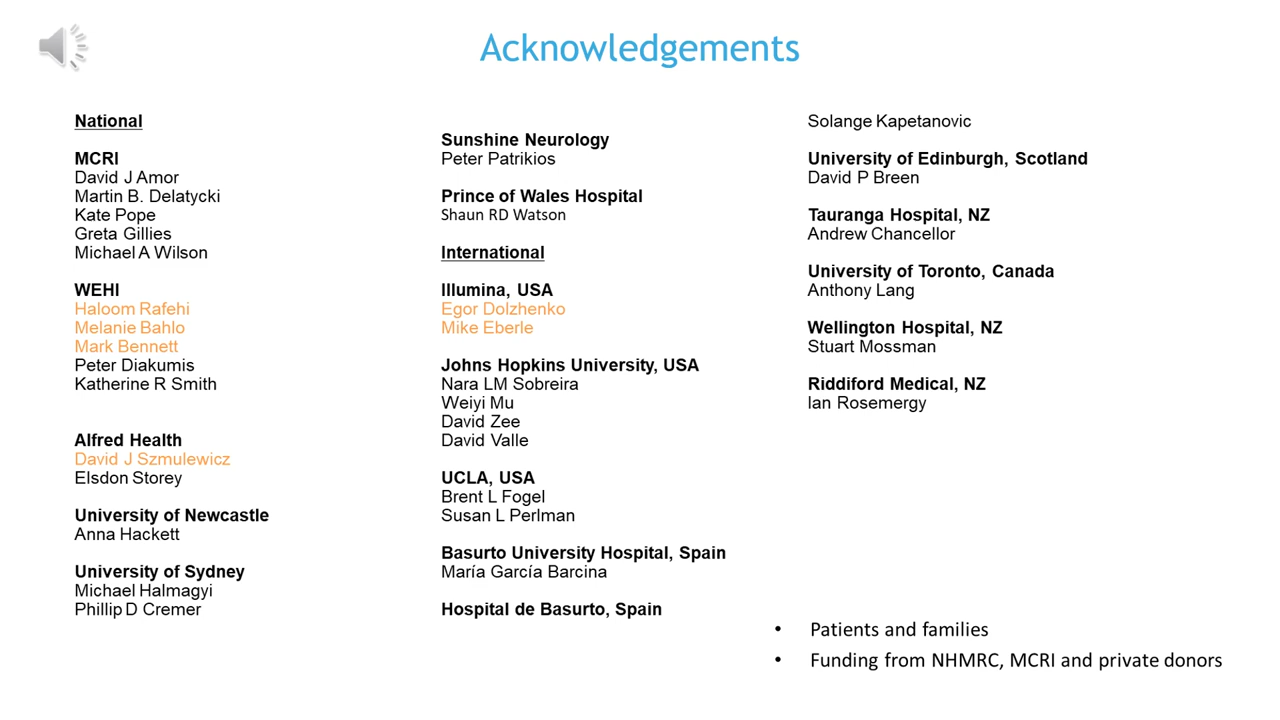 Acknowledgements
National
MCRI
David J Amor
Martin B. Delatycki
Kate Pope
Greta Gillies
Michael A Wilson
WEHI
Haloom Rafehi
Melanie Bahlo
Mark Bennett
Peter Diakumis
Katherine R Smith
Alfred Health
David J Szmulewicz
Elsdon Storey
University of Newcastle
Anna Hackett
University of Sydney
Michael Halmagyi
Phillip D Cremer
Sunshine Neurology
Peter Patrikios
Prince of Wales Hospital
Shaun RD Watson
International
Illumina, USA
Egor Dolzhenko
Mike Eberle
Johns Hopkins University, USA
Nara LM Sobreira
Weiyi Mu
David Zee
David Valle
UCLA, USA
Brent L Fogel
Susan L Perlman
Basurto University Hospital, Spain
María García Barcina
Hospital de Basurto, Spain
Solange Kapetanovic
University of Edinburgh, Scotland
David P Breen
Tauranga Hospital, NZ
Andrew Chancellor
University of Toronto, Canada
Anthony Lang
Wellington Hospital, NZ
Stuart Mossman
Riddiford Medical, NZ
Ian Rosemergy
• Patients and families
• Funding from NHMRC, MCRI and private donors